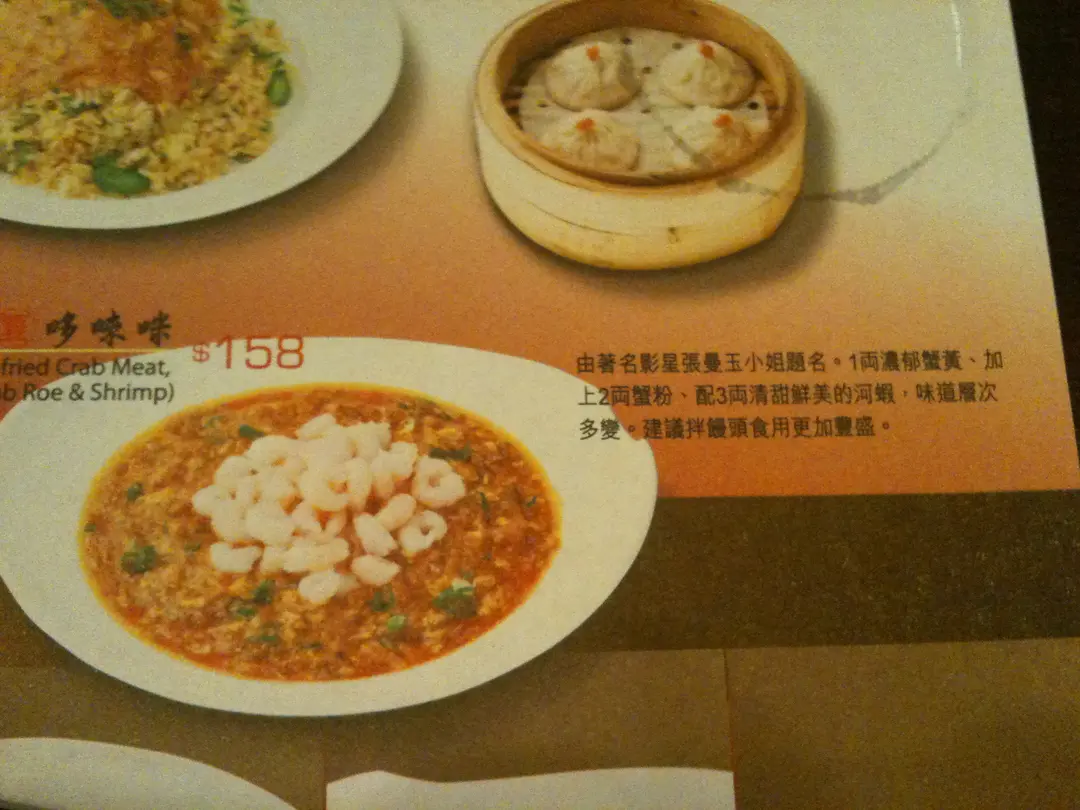 哆唻咪
$158
fried Crab Meat,
b Roe & Shrimp)
由著名影星張曼玉小姐題名。1両濃郁蟹黃、加
上2両蟹粉、配3両清甜鮮美的河蝦，味道層次
多變。建議拌饅頭食用更加豐盛。